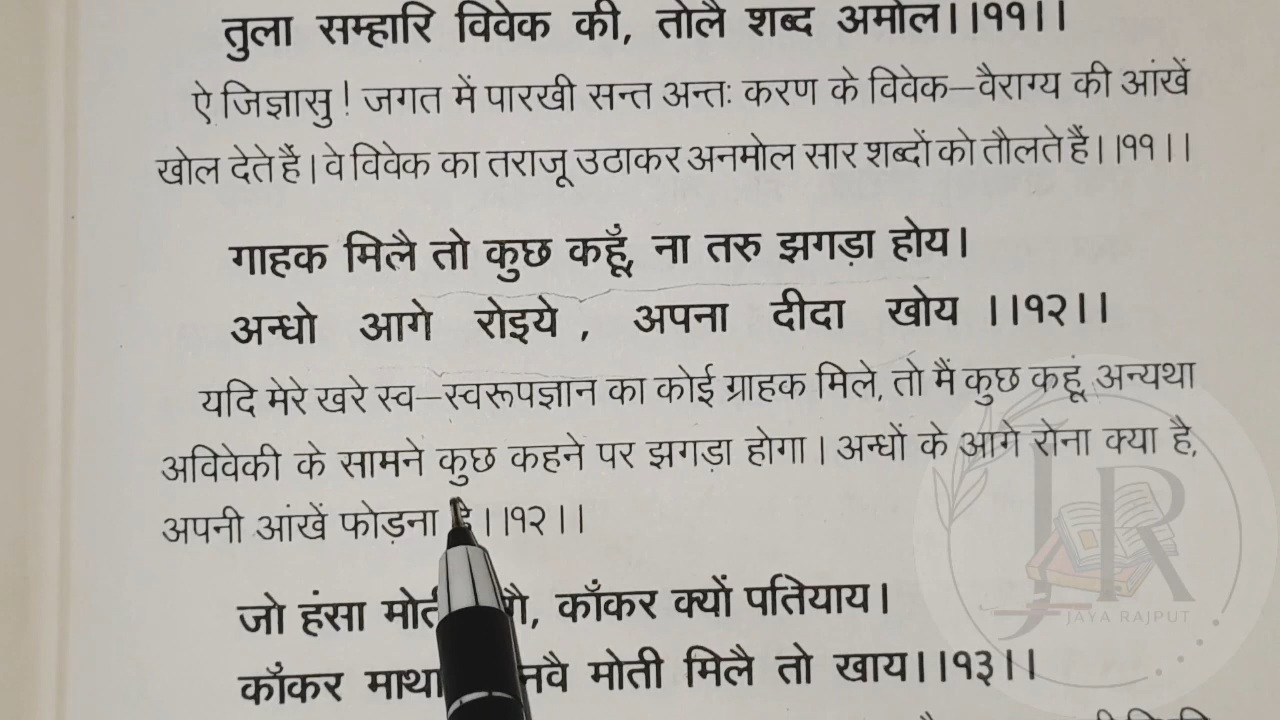 तुला सम्हारि विवेक की, तोलै शब्द अमोल।।११।।
ऐ जिज्ञासु ! जगत में पारखी सन्त अन्तः करण के विवेक–वैराग्य की आंखें
खोल देते हैं। वे विवेक का तराजू उठाकर अनमोल सार शब्दों को तौलते हैं।।११।।
गाहक मिलै तो कुछ कहूँ, ना तरु झगड़ा होय।
अन्धो आगे रोइये , अपना दीदा खोय ।।१२।।
यदि मेरे खरे स्व–स्वरूपज्ञान का कोई ग्राहक मिले, तो मैं कुछ कहूं, अन्यथा
अविवेकी के सामने कुछ कहने पर झगड़ा होगा। अन्धों के आगे रोना क्या है,
अपनी आंखें फोड़ना ।।१२।।
जो हंसा काँकर क्यों पतियाय।
काँकर माथा मोती मिलै तो खाय।।१३।।
JR
JAYA RAJPUT